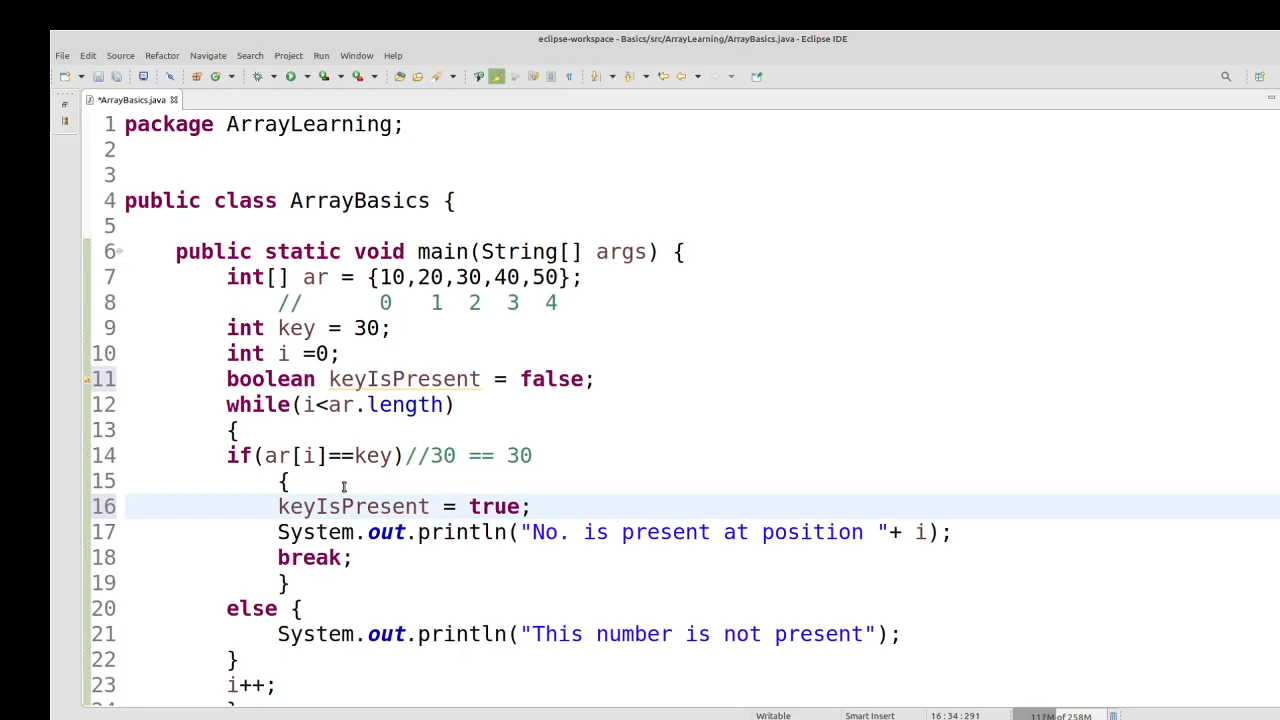 eclipse-workspace - Basics/src/ArrayLearning/ArrayBasics.java - Eclipse IDE
File Edit Source Refactor Navigate Search Project Run Window Help
*ArrayBasics.java
1 package ArrayLearning;
2
3
4 public class ArrayBasics {
5
6 public static void main(String[] args) {
7 int[] ar = {10,20,30,40,50};
8 // 0 1 2 3 4
9 int key = 30;
10 int i =0;
11 boolean keyIsPresent = false;
12 while(i<ar.length)
13 {
14 if(ar[i]==key)//30 == 30
15 {
16 keyIsPresent = true;
17 System.out.println("No. is present at position "+ i);
18 break;
19 }
20 else {
21 System.out.println("This number is not present");
22 }
23 i++;
Writable Smart Insert 16:34:291 117M of 258M